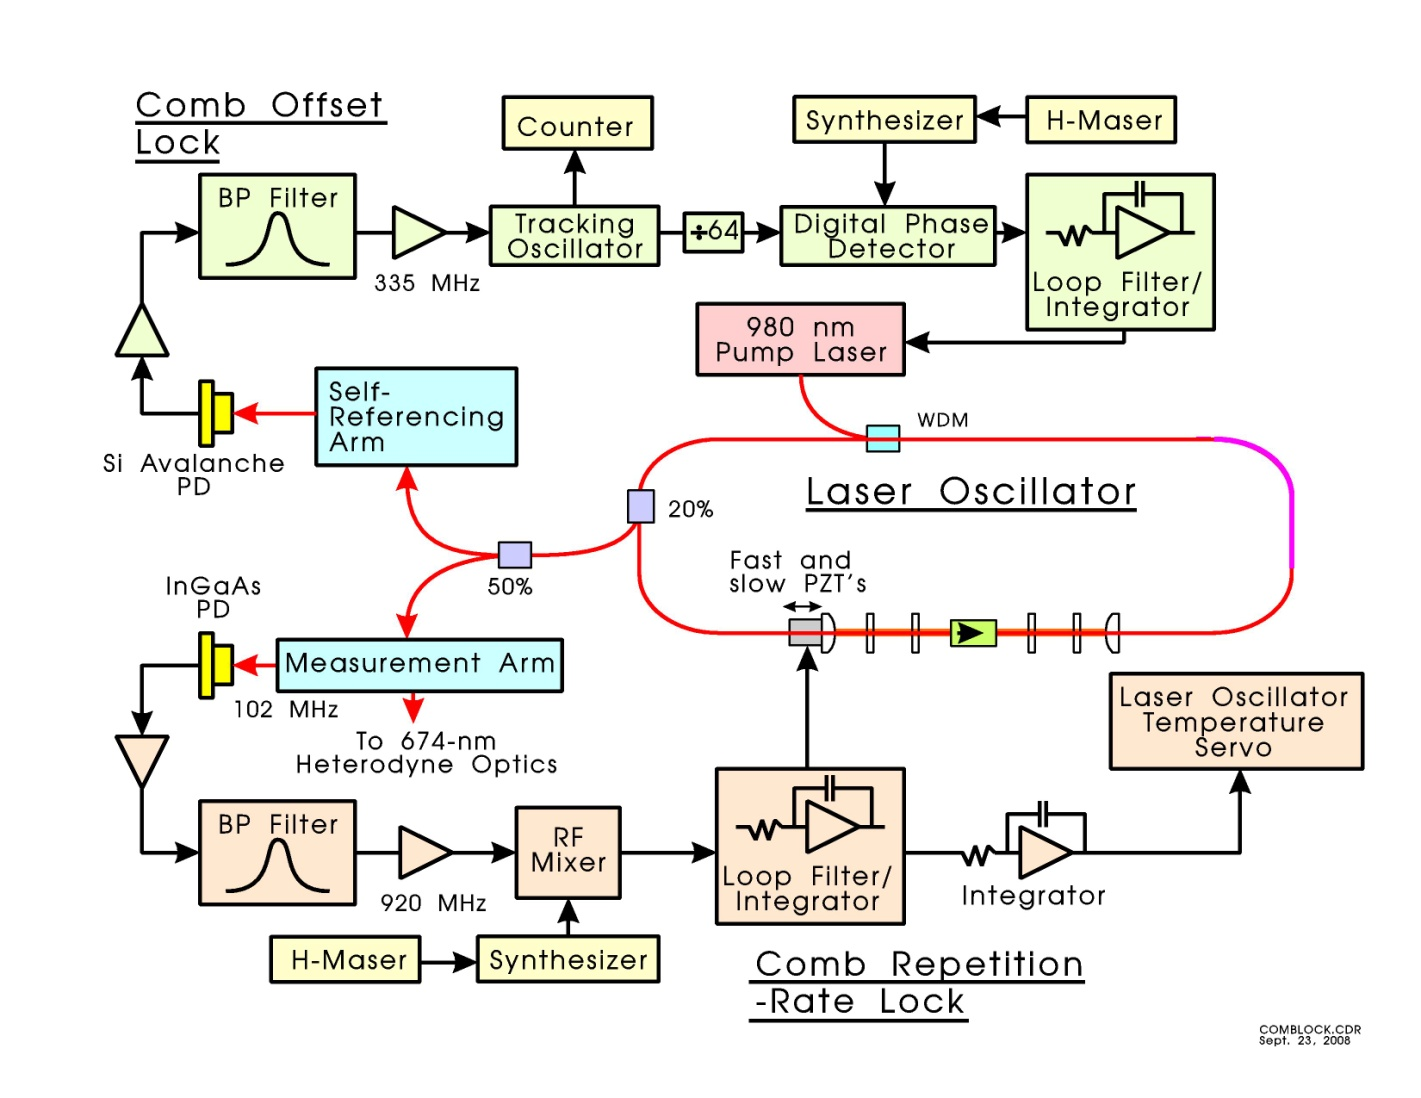 Comb Offset
Lock
Counter
Synthesizer
H-Maser
BP Filter
335 MHz
Tracking
Oscillator
÷64
Digital Phase
Detector
Loop Filter/
Integrator
980 nm
Pump Laser
WDM
Self-
Referencing
Arm
Si Avalanche
PD
20%
Laser Oscillator
50%
Fast and
slow PZT's
InGaAs
PD
Measurement Arm
102 MHz
To 674-nm
Heterodyne Optics
Laser Oscillator
Temperature
Servo
BP Filter
920 MHz
RF
Mixer
Loop Filter/
Integrator
Integrator
H-Maser
Synthesizer
Comb Repetition
-Rate Lock
COMBLOCK.CDR
Sept. 23, 2008